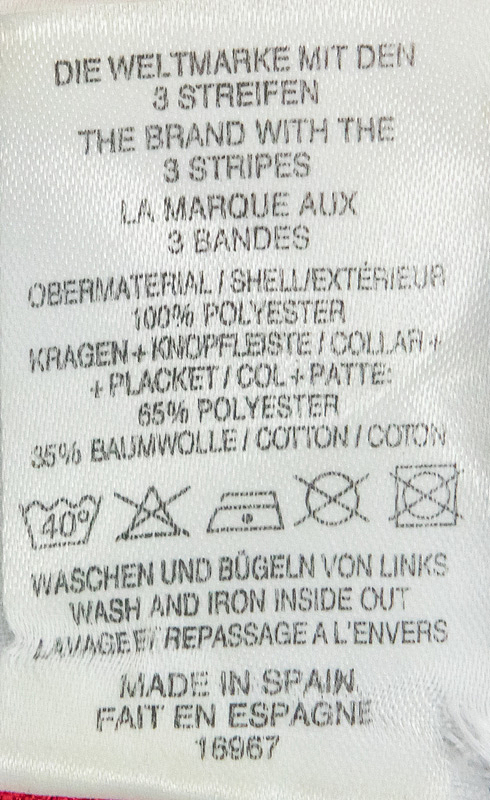 DIE WELTMARKE MIT DEN
3 STREIFEN
THE BRAND WITH THE
3 STRIPES
LA MARQUE AUX
3 BANDES
OBERMATERIAL / SHELL/EXTÉRIEUR
100% POLYESTER
KRAGEN + KNOPFLEISTE / COLLAR +
+ PLACKET / COL + PATTE:
65% POLYESTER
35% BAUMWOLLE / COTTON / COTON
40°
WASCHEN UND BÜGELN VON LINKS
WASH AND IRON INSIDE OUT
LAVAGE ET REPASSAGE A L'ENVERS
MADE IN SPAIN
FAIT EN ESPAGNE
16967